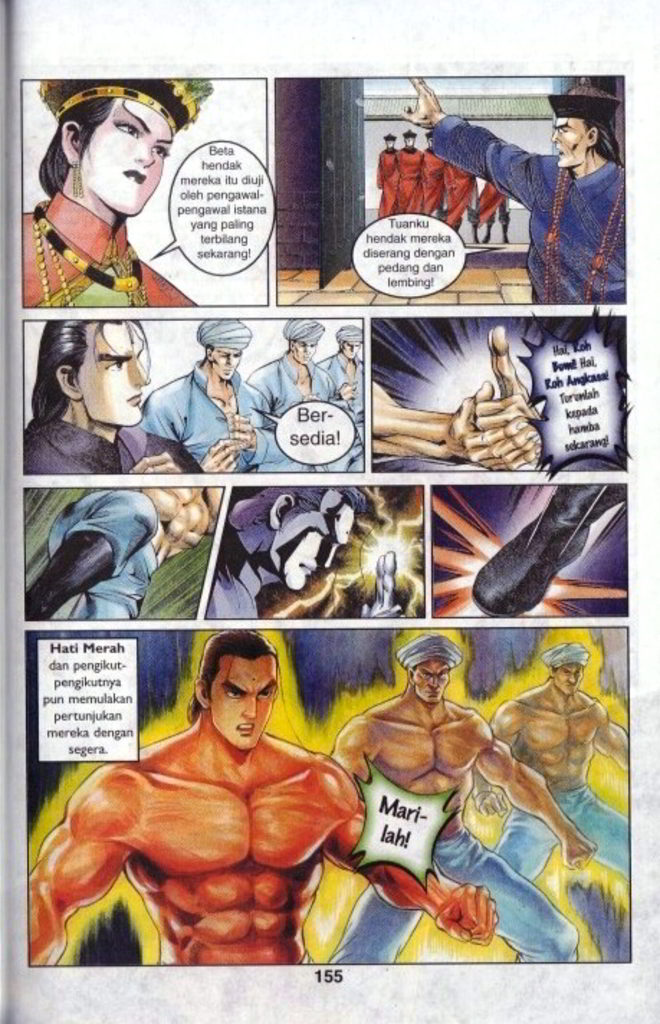 Beta
hendak
mereka itu diuji
oleh pengawal-
pengawal istana
yang paling
terbilang
sekarang!
Tuanku
hendak mereka
diserang dengan
pedang dan
lembing!
Ber-
sedia!
Hai, Roh
Bumi! Hai,
Roh Angkasa!
Turunlah
kepada
hamba
sekarang!
Hati Merah
dan pengikut-
pengikutnya
pun memulakan
pertunjukan
mereka dengan
segera.
Mari-
lah!
155